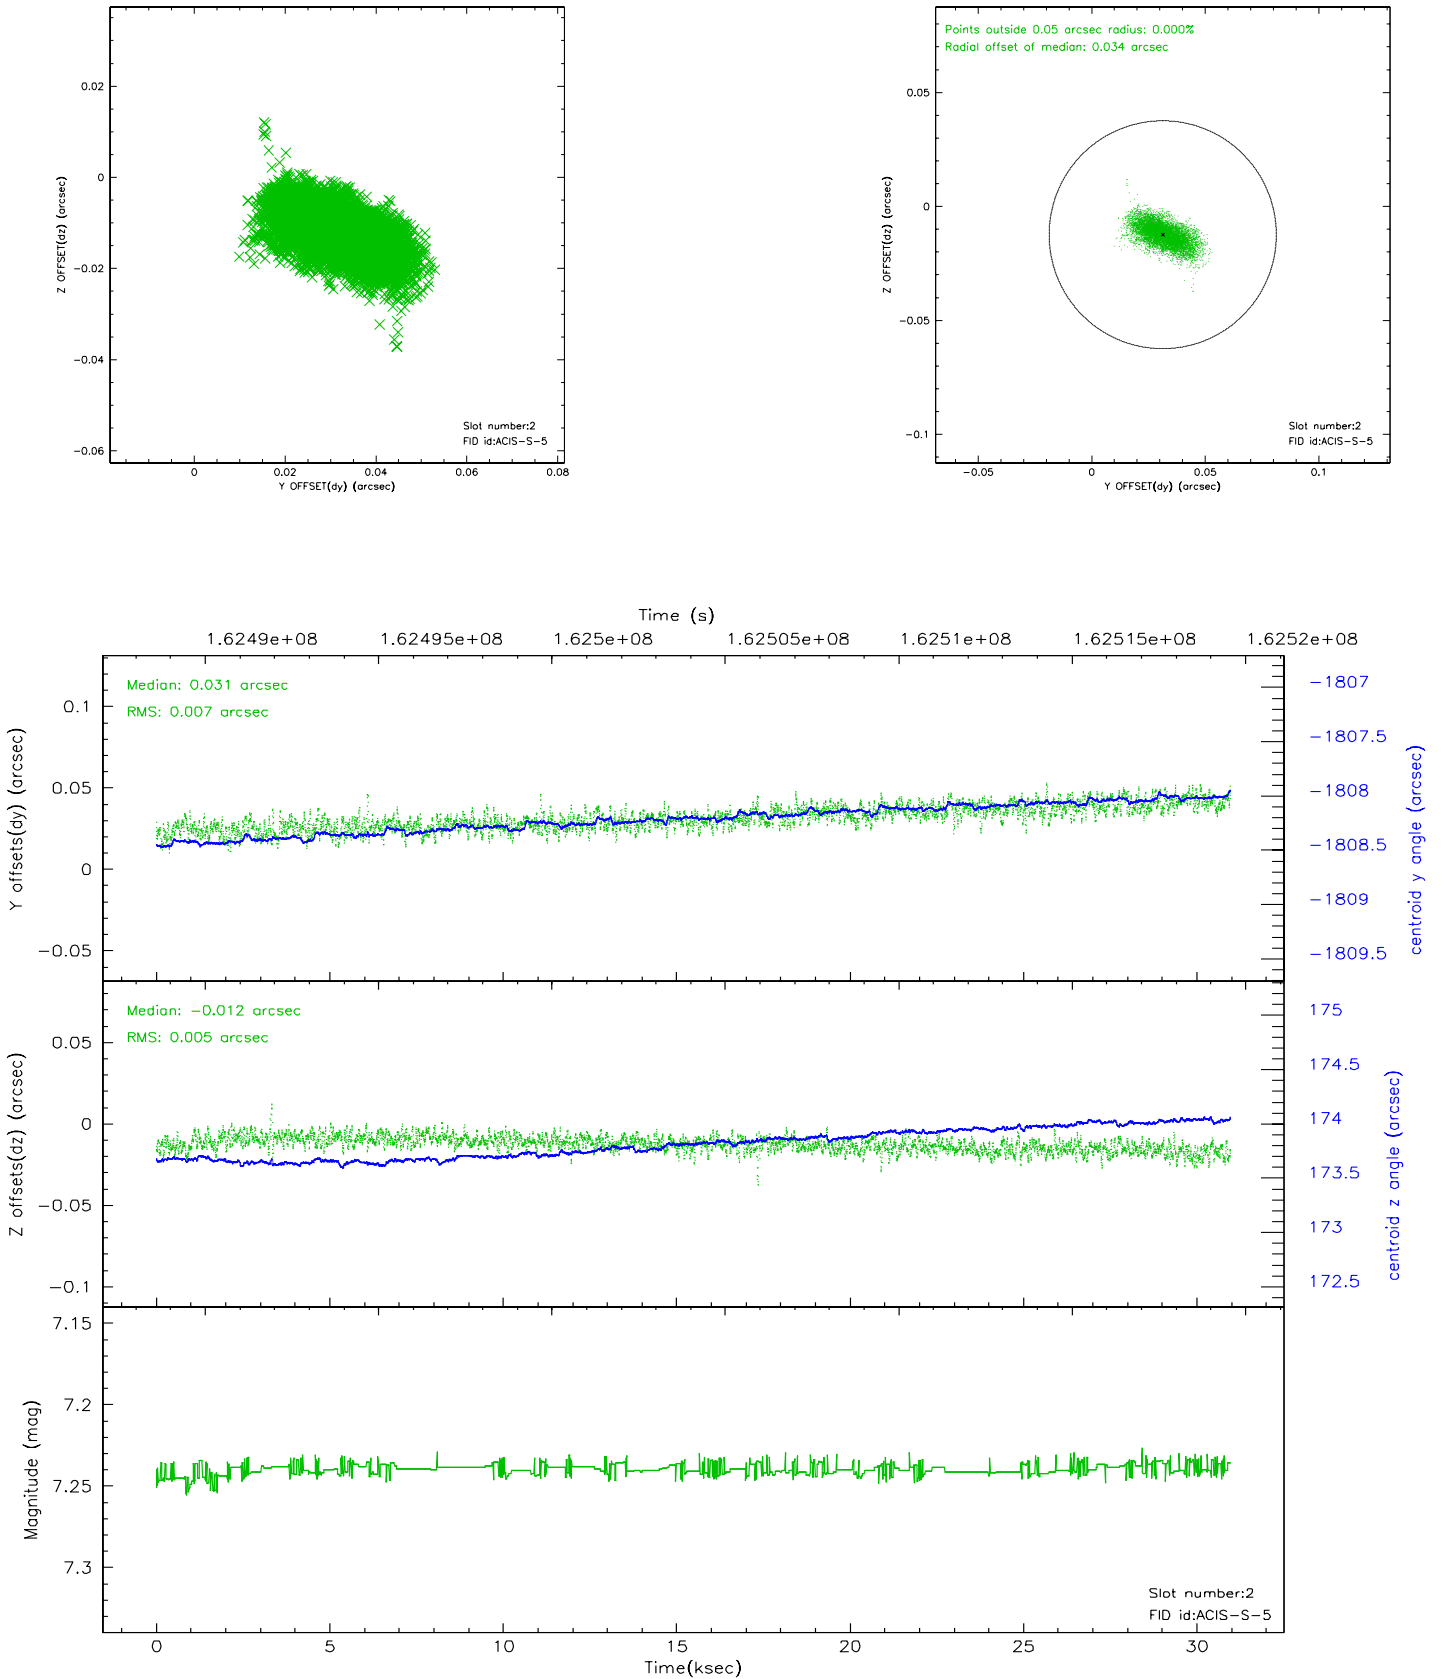 0.02
0
-0.02
-0.04
-0.06
Z OFFSET(dz) (arcsec)
0
0.02
0.04
0.06
0.08
Y OFFSET(dy) (arcsec)
Slot number:2
FID id:ACIS-S-5
Points outside 0.05 arcsec radius: 0.000%
Radial offset of median: 0.034 arcsec
0.05
0
-0.05
-0.1
Z OFFSET(dz) (arcsec)
-0.05
0
0.05
0.1
Y OFFSET(dy) (arcsec)
Slot number:2
FID id:ACIS-S-5
Time (s)
1.6249e+08
1.62495e+08
1.625e+08
1.62505e+08
1.6251e+08
1.62515e+08
1.6252e+08
Median: 0.031 arcsec
RMS: 0.007 arcsec
0.1
0.05
0
-0.05
Y offsets(dy) (arcsec)
-1807
-1807.5
-1808
-1808.5
-1809
-1809.5
centroid y angle (arcsec)
Median: -0.012 arcsec
RMS: 0.005 arcsec
0.05
0
-0.05
-0.1
Z offsets(dz) (arcsec)
175
174.5
174
173.5
173
172.5
centroid z angle (arcsec)
7.15
7.2
7.25
7.3
Magnitude (mag)
Slot number:2
FID id:ACIS-S-5
0
5
10
15
20
25
30
Time(ksec)